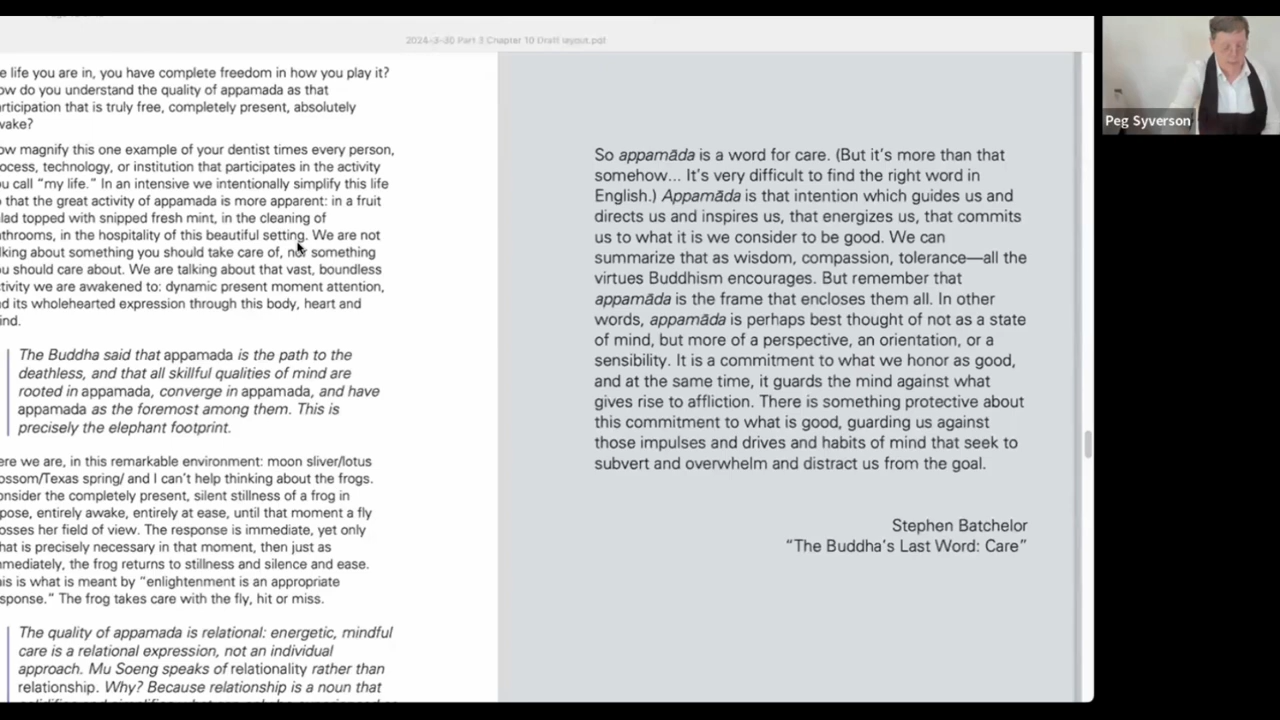 2024-3-30 Part 3 Chapter 10 Draft layout.pdf
Peg Syverson
e life you are in, you have complete freedom in how you play it?
ow do you understand the quality of appamada as that
rticipation that is truly free, completely present, absolutely
wake?
ow magnify this one example of your dentist times every person,
ocess, technology, or institution that participates in the activity
u call “my life.” In an intensive we intentionally simplify this life
that the great activity of appamada is more apparent: in a fruit
lad topped with snipped fresh mint, in the cleaning of
throoms, in the hospitality of this beautiful setting. We are not
lking about something you should take care of, nor something
u should care about. We are talking about that vast, boundless
tivity we are awakened to: dynamic present moment attention,
d its wholehearted expression through this body, heart and
ind.
The Buddha said that appamada is the path to the
deathless, and that all skillful qualities of mind are
rooted in appamada, converge in appamada, and have
appamada as the foremost among them. This is
precisely the elephant footprint.
ere we are, in this remarkable environment: moon sliver/lotus
ossom/Texas spring/ and I can’t help thinking about the frogs.
onsider the completely present, silent stillness of a frog in
pose, entirely awake, entirely at ease, until that moment a fly
osses her field of view. The response is immediate, yet only
hat is precisely necessary in that moment, then just as
mediately, the frog returns to stillness and silence and ease.
is is what is meant by “enlightenment is an appropriate
sponse.” The frog takes care with the fly, hit or miss.
The quality of appamada is relational: energetic, mindful
care is a relational expression, not an individual
approach. Mu Soeng speaks of relationality rather than
relationship. Why? Because relationship is a noun that
So appamāda is a word for care. (But it’s more than that
somehow... It’s very difficult to find the right word in
English.) Appamāda is that intention which guides us and
directs us and inspires us, that energizes us, that commits
us to what it is we consider to be good. We can
summarize that as wisdom, compassion, tolerance—all the
virtues Buddhism encourages. But remember that
appamāda is the frame that encloses them all. In other
words, appamāda is perhaps best thought of not as a state
of mind, but more of a perspective, an orientation, or a
sensibility. It is a commitment to what we honor as good,
and at the same time, it guards the mind against what
gives rise to affliction. There is something protective about
this commitment to what is good, guarding us against
those impulses and drives and habits of mind that seek to
subvert and overwhelm and distract us from the goal.
Stephen Batchelor
“The Buddha’s Last Word: Care”